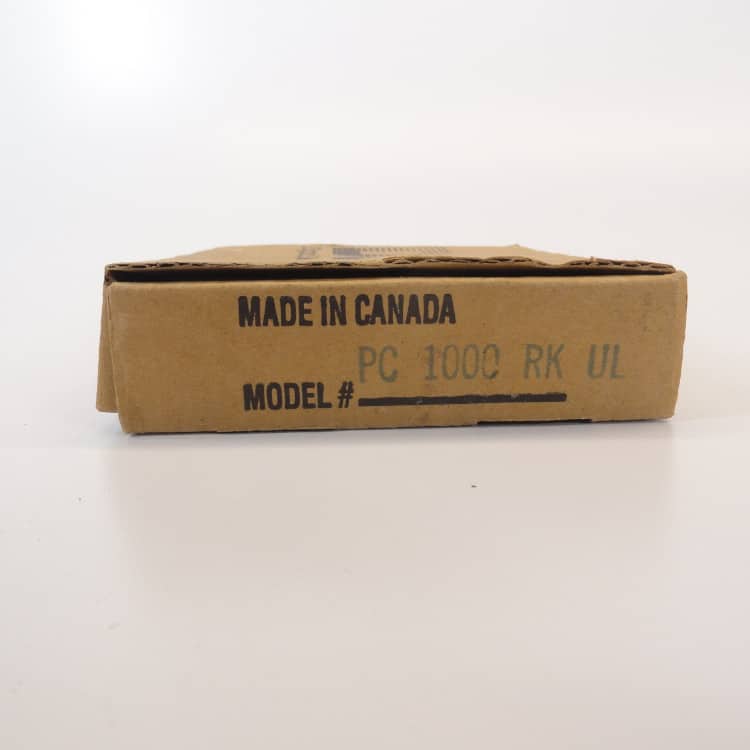 MADE IN CANADA
PC 1000 RK UL
MODEL #